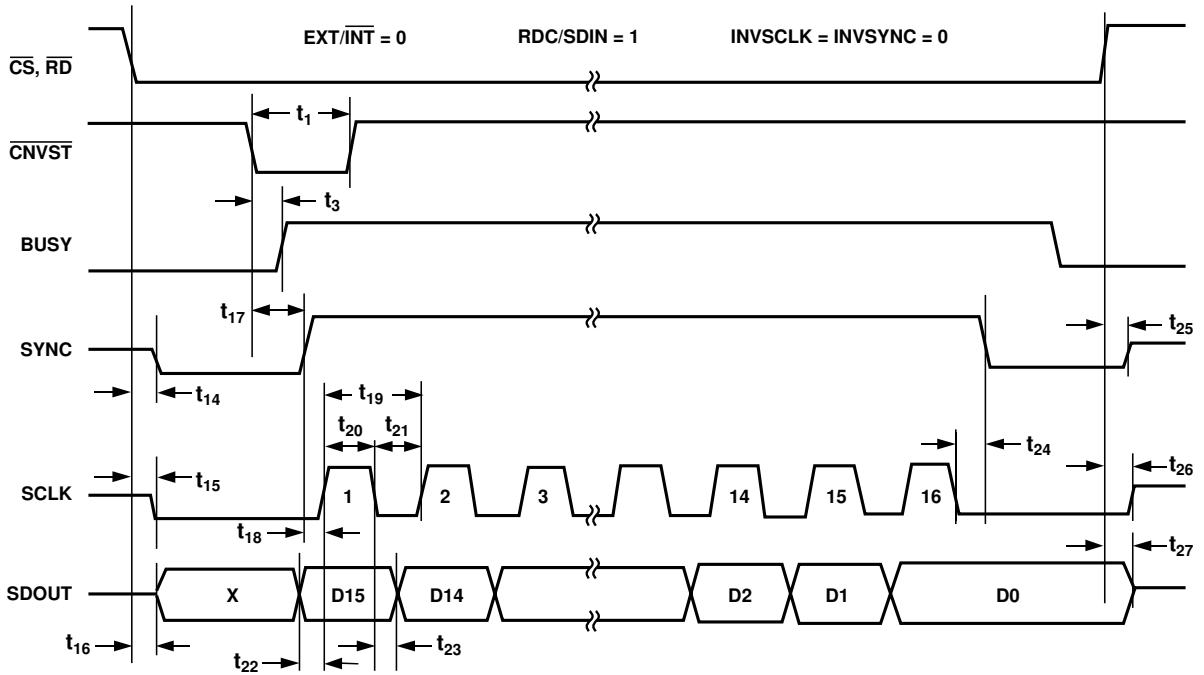 EXT/INT = 0 RDC/SDIN = 1 INVSCLK = INVSYNC = 0
CS, RD
t1
CNVST
t3
BUSY
t17
t25
SYNC
t14
t19
t20 t21
t24
t26
t15
SCLK
1 2 3 14 15 16
t18
t27
SDOUT
X D15 D14 D2 D1 D0
t16
t22
t23